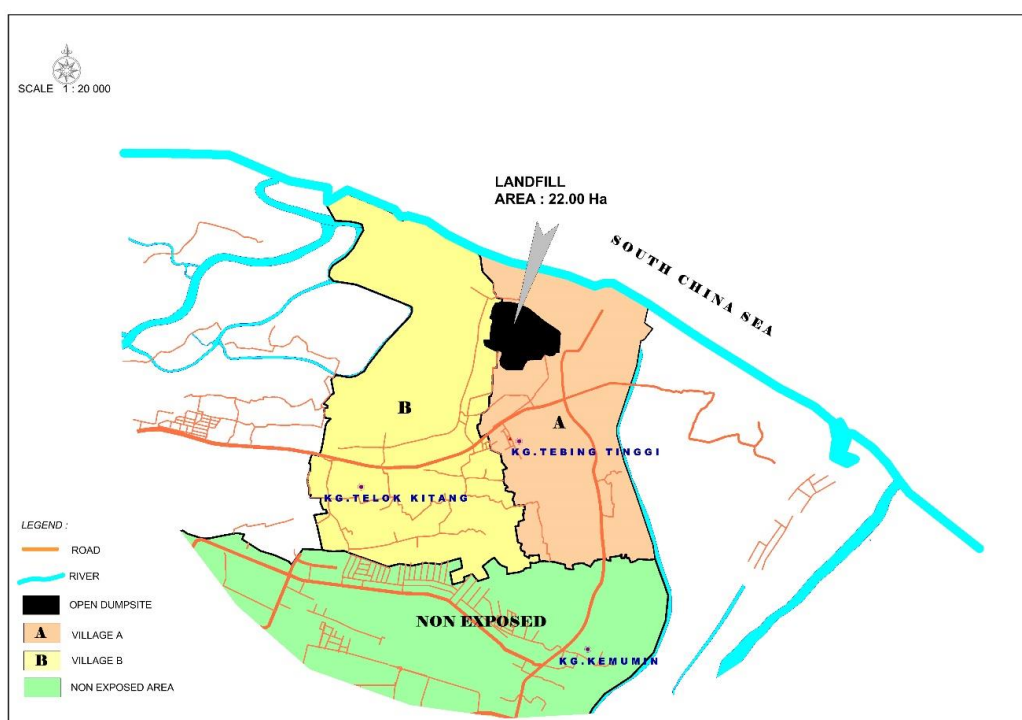 SCALE 1 : 20 000
LANDFILL
AREA : 22.00 Ha
SOUTH CHINA SEA
B
A
KG.TEBING TINGGI
KG.TELOK KITANG
NON EXPOSED
KG.KEMUMIN
LEGEND :
ROAD
RIVER
OPEN DUMPSITE
A VILLAGE A
B VILLAGE B
NON EXPOSED AREA